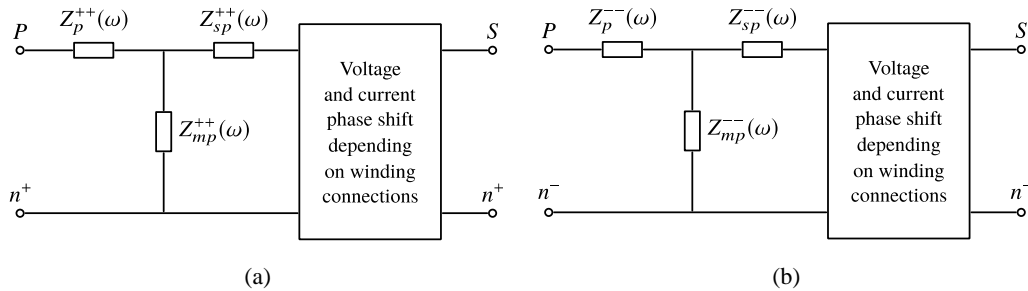 Z_p^{++}(ω) Z_{sp}^{++}(ω)
P S
Z_{mp}^{++}(ω)
Voltage
and current
phase shift
depending
on winding
connections
n^+ n^+
(a)
Z_p^{--}(ω) Z_{sp}^{--}(ω)
P S
Z_{mp}^{--}(ω)
Voltage
and current
phase shift
depending
on winding
connections
n^- n^-
(b)